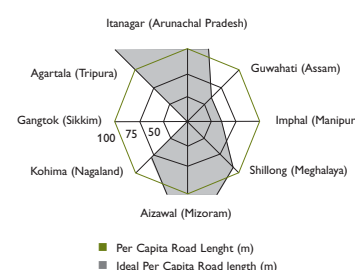 Itanagar (Arunachal Pradesh)
Agartala (Tripura)
Guwahati (Assam)
Gangtok (Sikkim)
Imphal (Manipur
100 75 50
Kohima (Nagaland)
Shillong (Meghalaya)
Aizawal (Mizoram)
Per Capita Road Lenght (m)
Ideal Per Capita Road length (m)